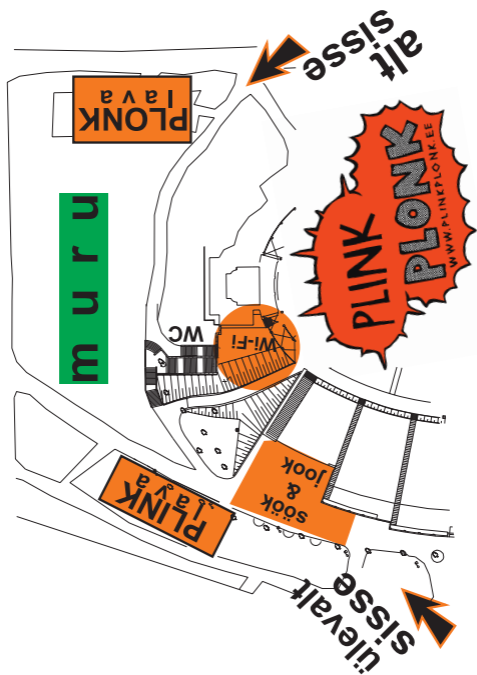 alt
sisse
PLONK
lava
PLINK
PLONK
WWW.PLINKPLONK.EE
muru
WC
Wi-Fi
söök
&
jook
PLINK
lava
ülevalt
sisse